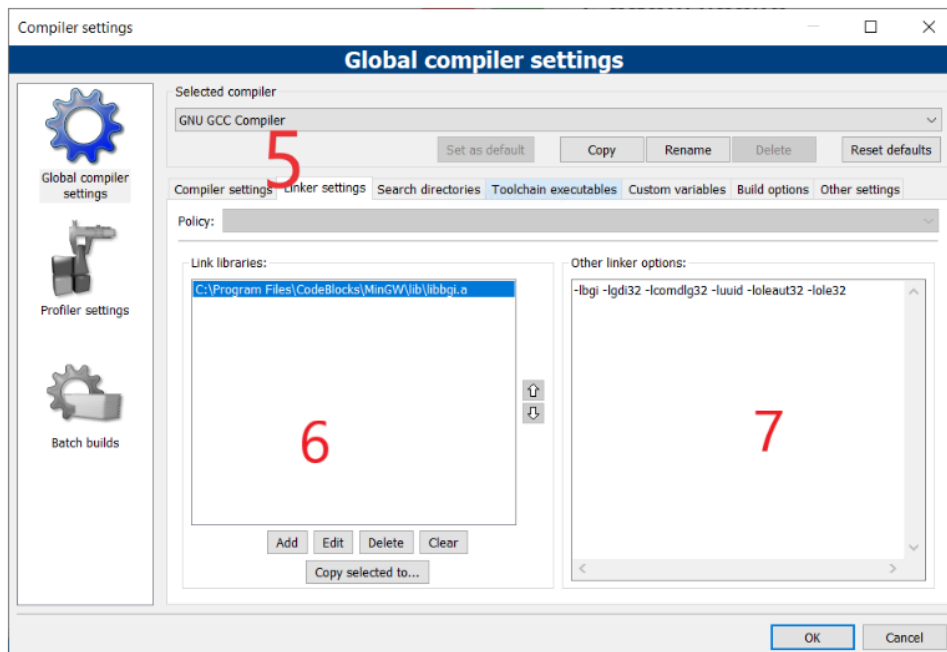 Compiler settings
Global compiler settings
Global compiler
settings
Profiler settings
Batch builds
Selected compiler
GNU GCC Compiler
5
Set as default Copy Rename Delete Reset defaults
Compiler settings Linker settings Search directories Toolchain executables Custom variables Build options Other settings
Policy:
Link libraries:
C:\Program Files\CodeBlocks\MinGW\lib\libbgi.a
6
Add Edit Delete Clear
Copy selected to...
Other linker options:
-lbgi -lgdi32 -lcomdlg32 -luuid -loleaut32 -lole32
7
OK Cancel